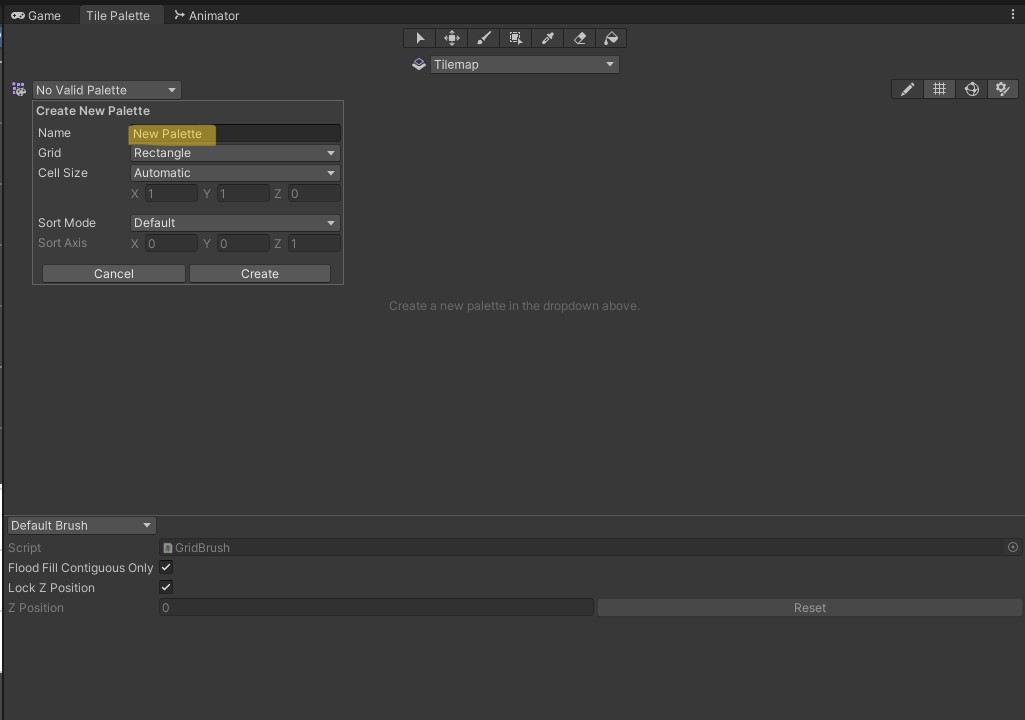 Game Tile Palette Animator
Tilemap
No Valid Palette
Create New Palette
Name New Palette
Grid Rectangle
Cell Size Automatic
X 1 Y 1 Z 0
Sort Mode Default
Sort Axis X 0 Y 0 Z 1
Cancel Create
Create a new palette in the dropdown above.
Default Brush
Script GridBrush
Flood Fill Contiguous Only
Lock Z Position
Z Position 0 Reset